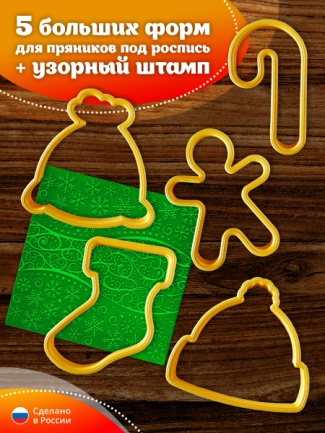 5 больших форм
для пряников под роспись
+ узорный штамп
Сделано
в России